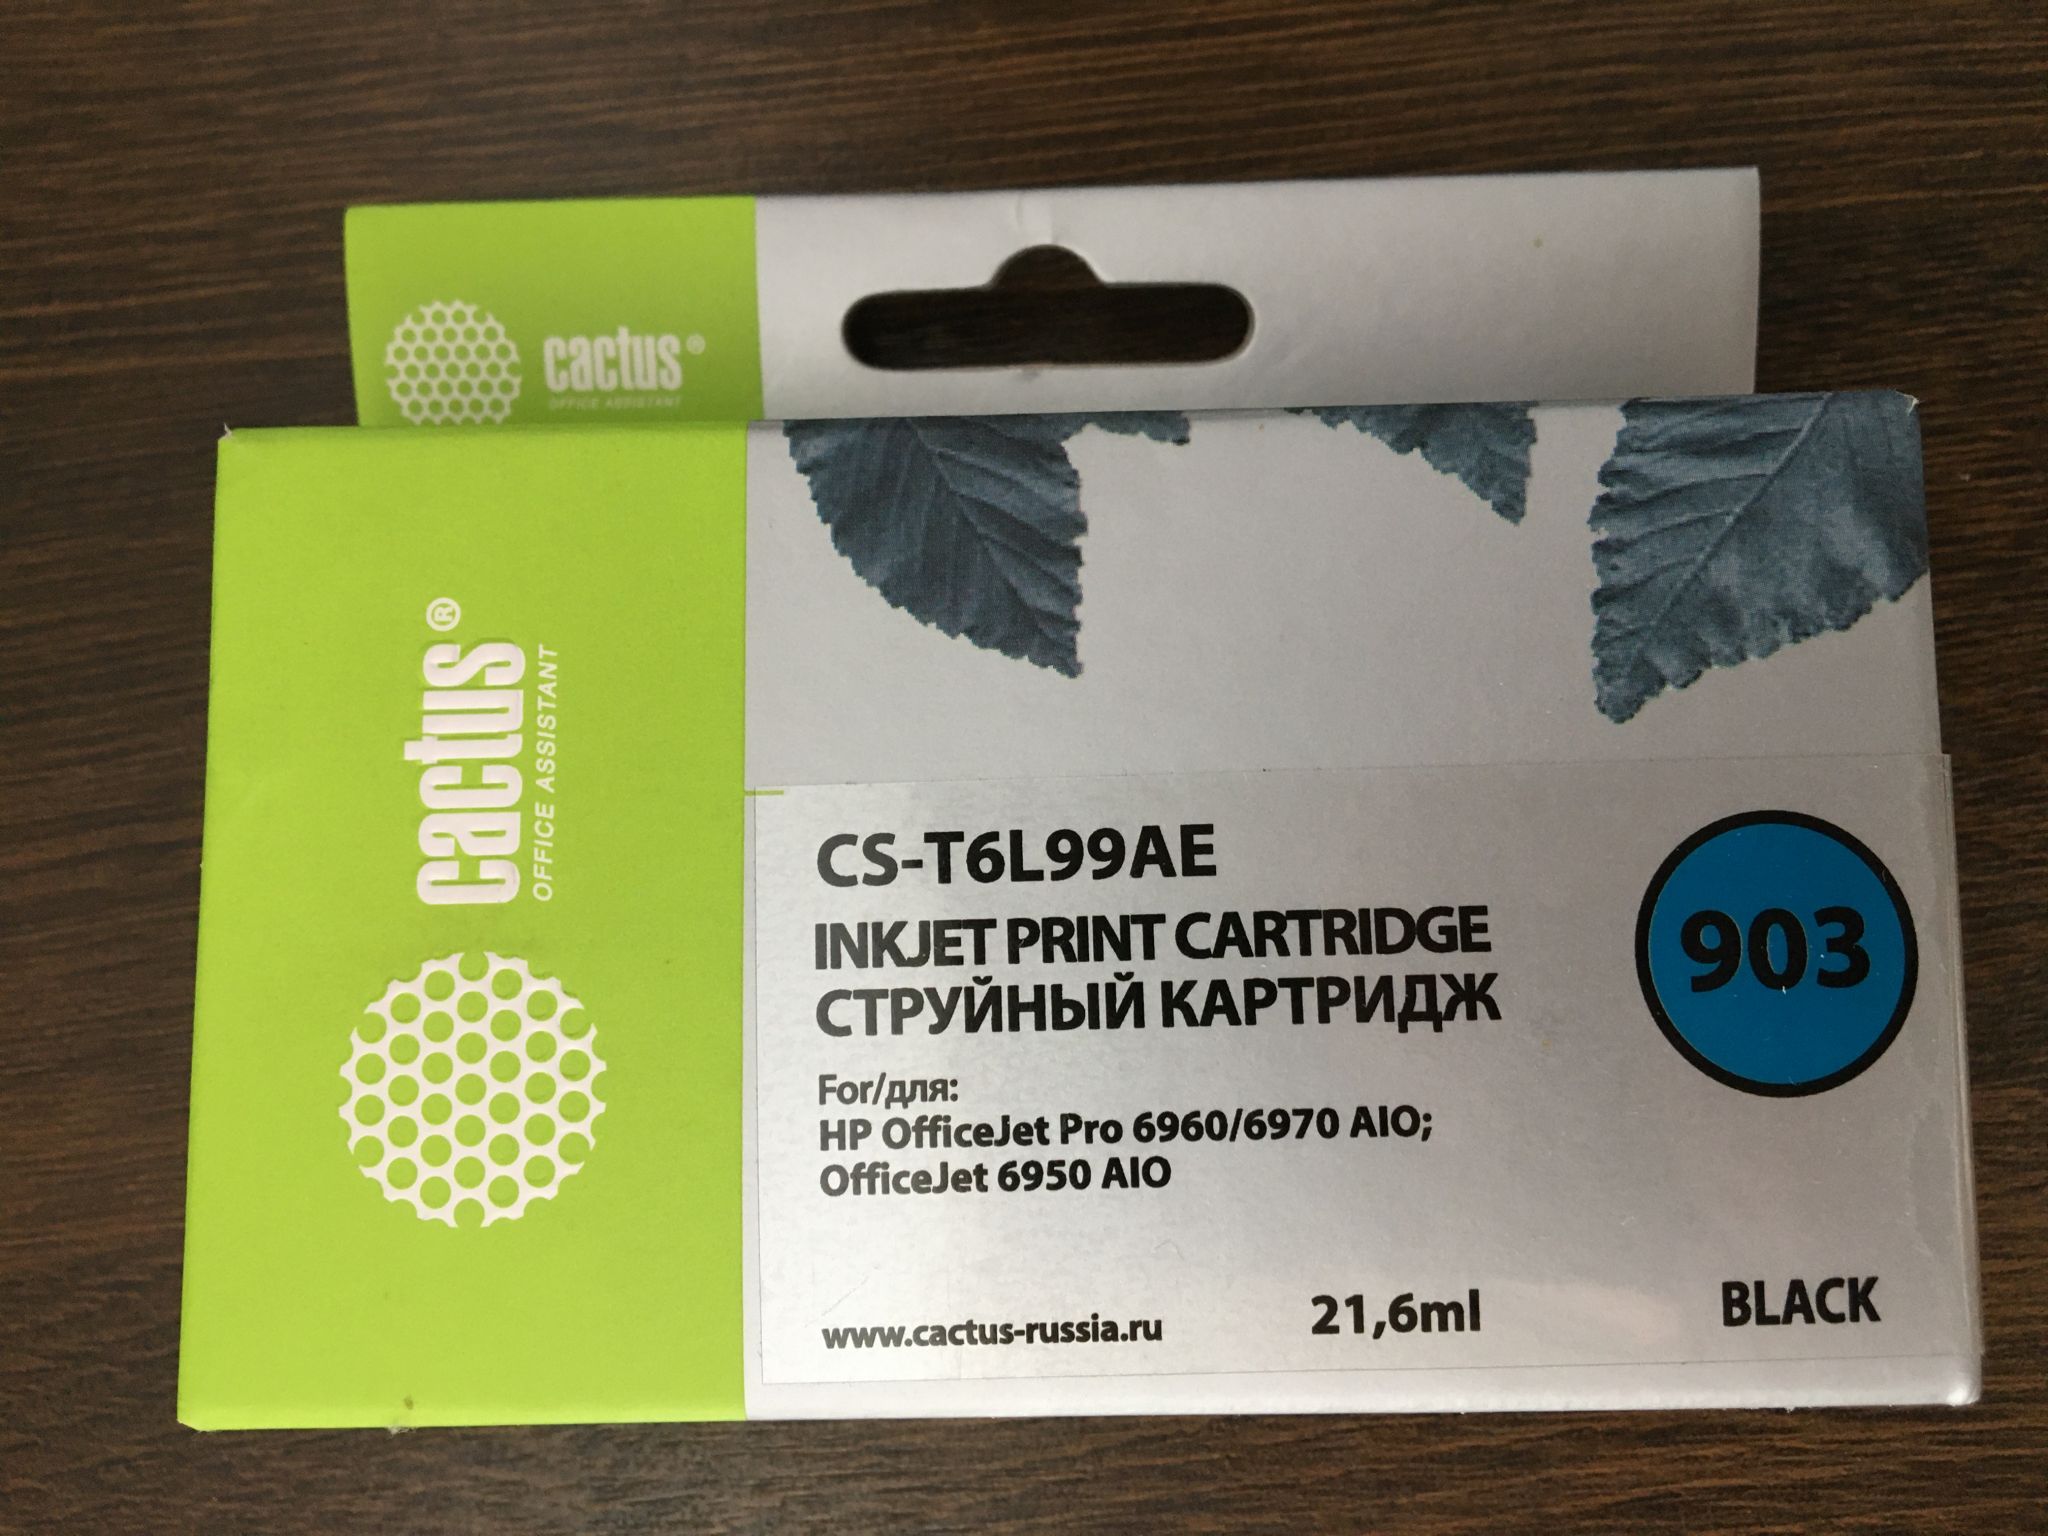 cactus®
OFFICE ASSISTANT
cactus®
OFFICE ASSISTANT
CS-T6L99AE
INKJET PRINT CARTRIDGE
СТРУЙНЫЙ КАРТРИДЖ
903
For/для:
HP OfficeJet Pro 6960/6970 AIO;
OfficeJet 6950 AIO
www.cactus-russia.ru
21,6ml
BLACK